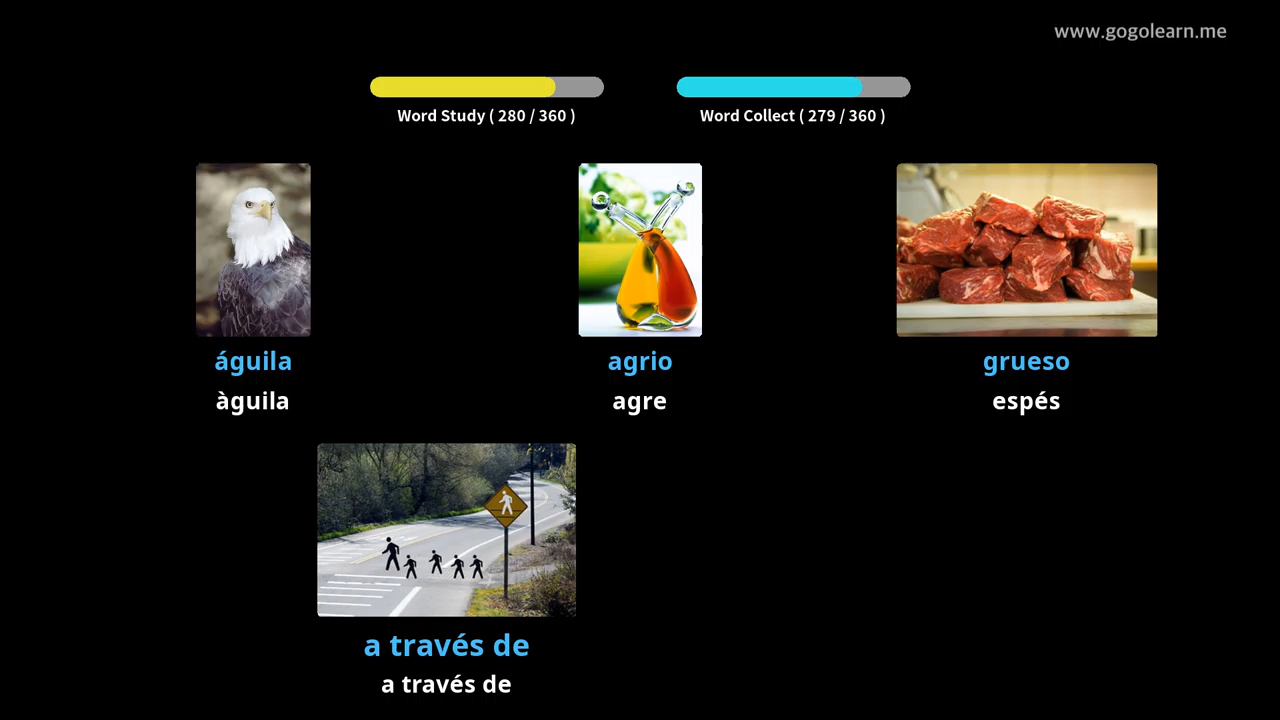 www.gogolearn.me
Word Study ( 280 / 360 )
Word Collect ( 279 / 360 )
águila
agrio
grueso
àguila
agre
espés
a través de
a través de